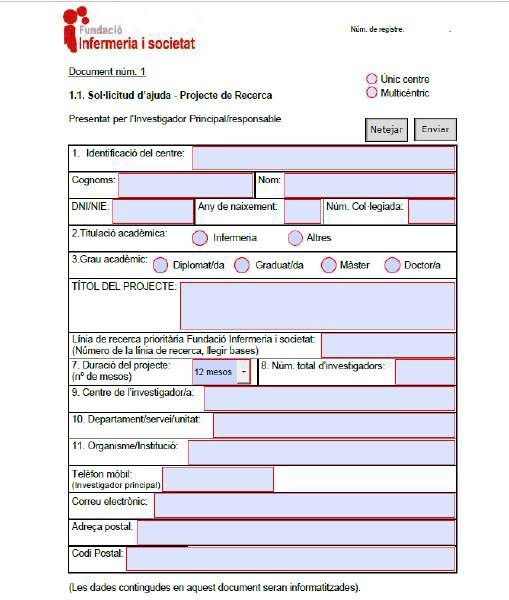 Fundació
Infermeria i societat
Núm. de registre:
Document núm. 1
1.1. Sol·licitud d'ajuda - Projecte de Recerca
Únic centre
Multicèntric
Presentat per l'Investigador Principal/responsable
Netejar
Enviar
1. Identificació del centre:
Cognoms:
Nom:
DNI/NIE:
Any de naixement:
Núm. Col·legiada:
2.Titulació acadèmica:
Infermeria
Altres
3.Grau acadèmic:
Diplomat/da
Graduat/da
Màster
Doctor/a
TÍTOL DEL PROJECTE:
Línia de recerca prioritària Fundació Infermeria i societat:
(Número de la línia de recerca, llegir bases)
7. Duració del projecte:
(nº de mesos)
12 mesos
8. Núm. total d'investigadors:
9. Centre de l'investigador/a:
10. Departament/servei/unitat:
11. Organisme/Institució:
Telèfon mòbil:
(Investigador principal)
Correu electrònic:
Adreça postal:
Codi Postal:
(Les dades contingudes en aquest document seran informatitzades).